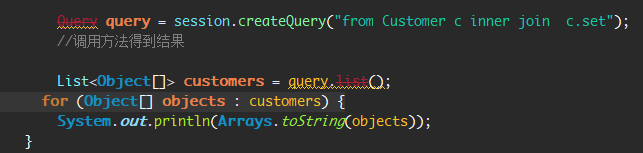 Query query = session.createQuery("from Customer c inner join  c.set");
//调用方法得到结果
List<Object[]> customers = query.list();
for (Object[] objects : customers) {
System.out.println(Arrays.toString(objects));
}